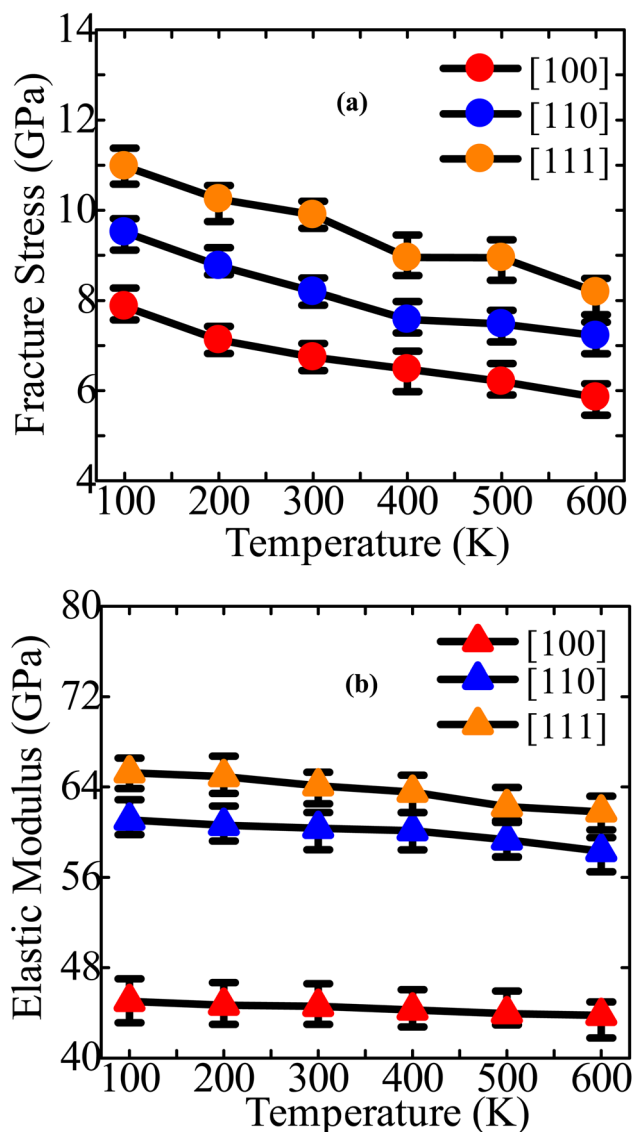 14
12
10
8
6
4
Fracture Stress (GPa)
(a)
[100]
[110]
[111]
100 200 300 400 500 600
Temperature (K)
80
72
64
56
48
40
Elastic Modulus (GPa)
(b)
[100]
[110]
[111]
100 200 300 400 500 600
Temperature (K)